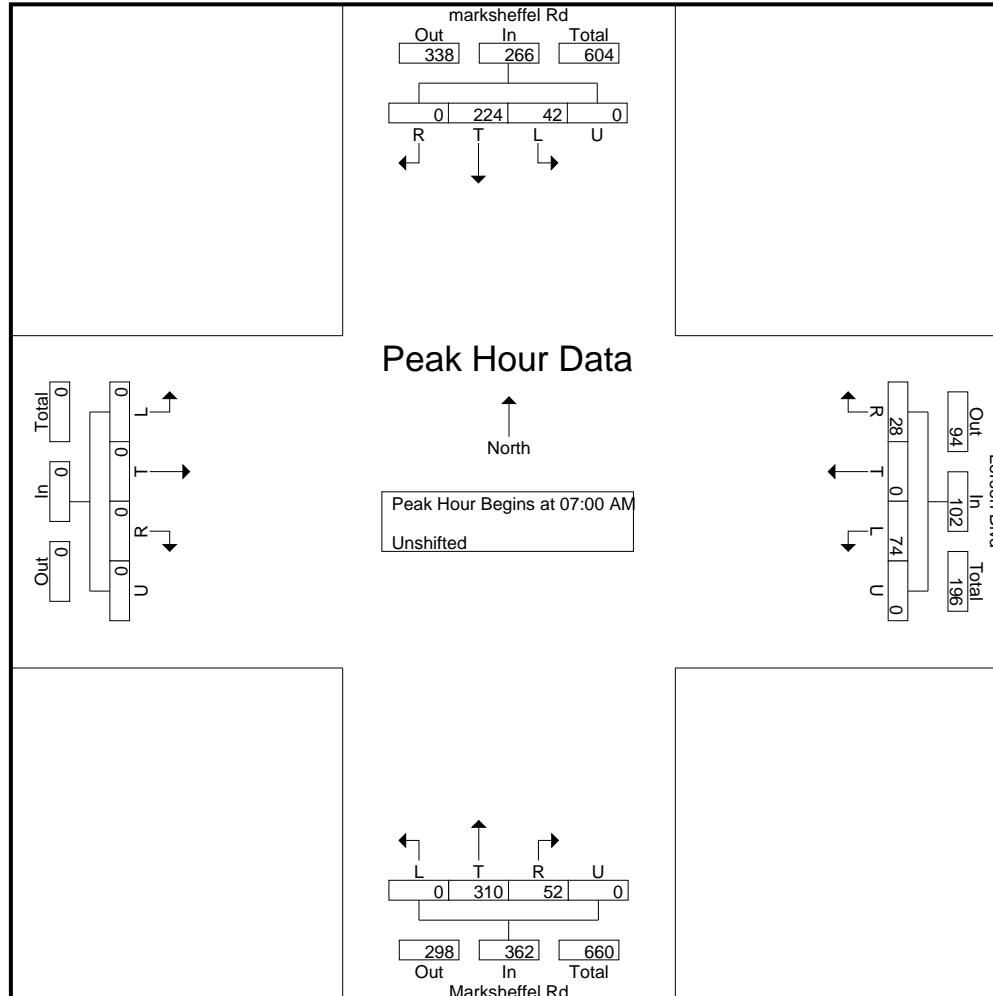 marksheffel Rd
Out In Total
338 266 604
0 224 42 0
R T L U
Peak Hour Data
North
Peak Hour Begins at 07:00 AM
Unshifted
Total In Out
0 0 0
0 0 0 0
L T R U
Out In Total
94 102 196
28 0 74 0
R T L U
L T R U
0 310 52 0
298 362 660
Out In Total
Marksheffel Rd